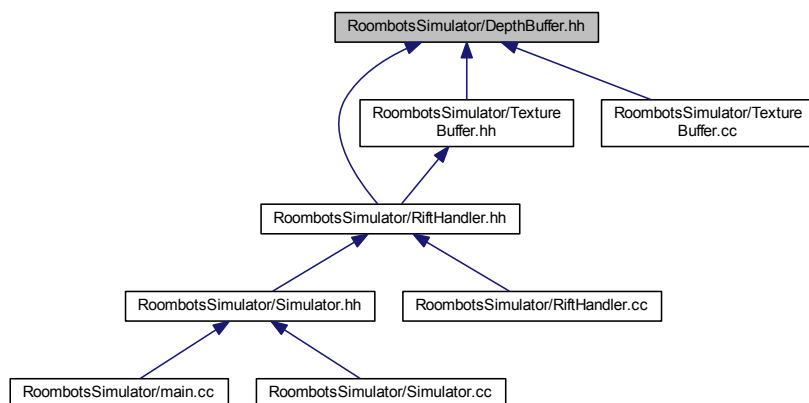 RoombotsSimulator/DepthBuffer.hh
RoombotsSimulator/Texture
Buffer.hh
RoombotsSimulator/Texture
Buffer.cc
RoombotsSimulator/RiftHandler.hh
RoombotsSimulator/Simulator.hh
RoombotsSimulator/RiftHandler.cc
RoombotsSimulator/main.cc
RoombotsSimulator/Simulator.cc